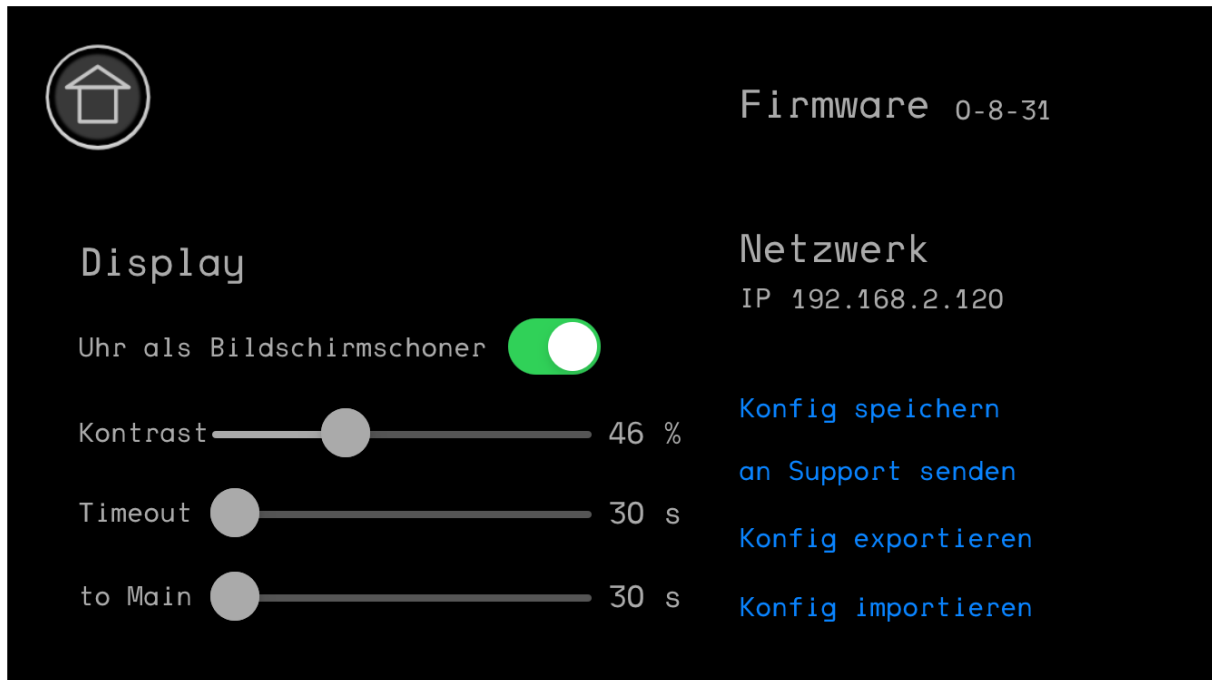 Firmware 0-8-31
Display
Uhr als Bildschirmschoner
Kontrast 46 %
Timeout 30 s
to Main 30 s
Netzwerk
IP 192.168.2.120
Konfig speichern
an Support senden
Konfig exportieren
Konfig importieren